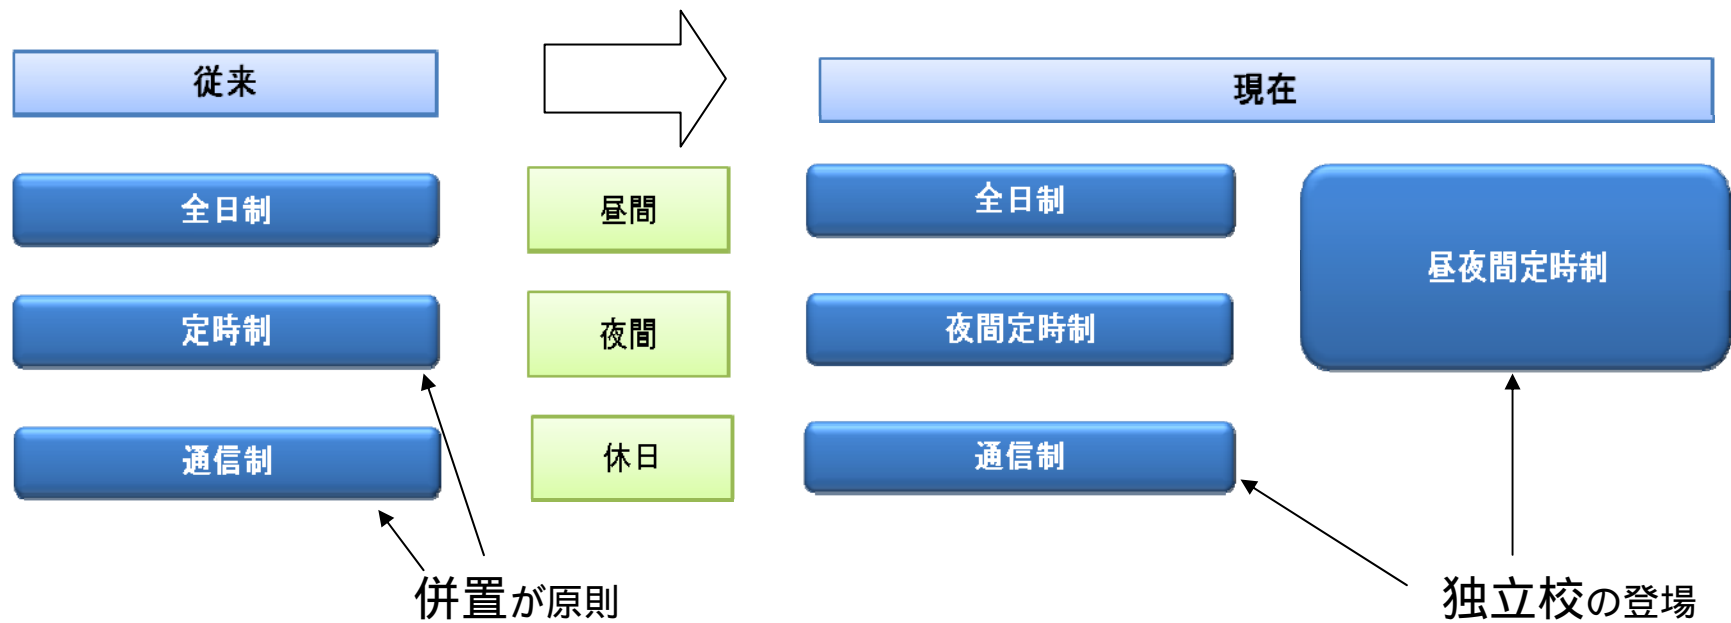 従来
現在
全日制
昼間
全日制
昼夜間定時制
定時制
夜間
夜間定時制
通信制
休日
通信制
併置が原則
独立校の登場